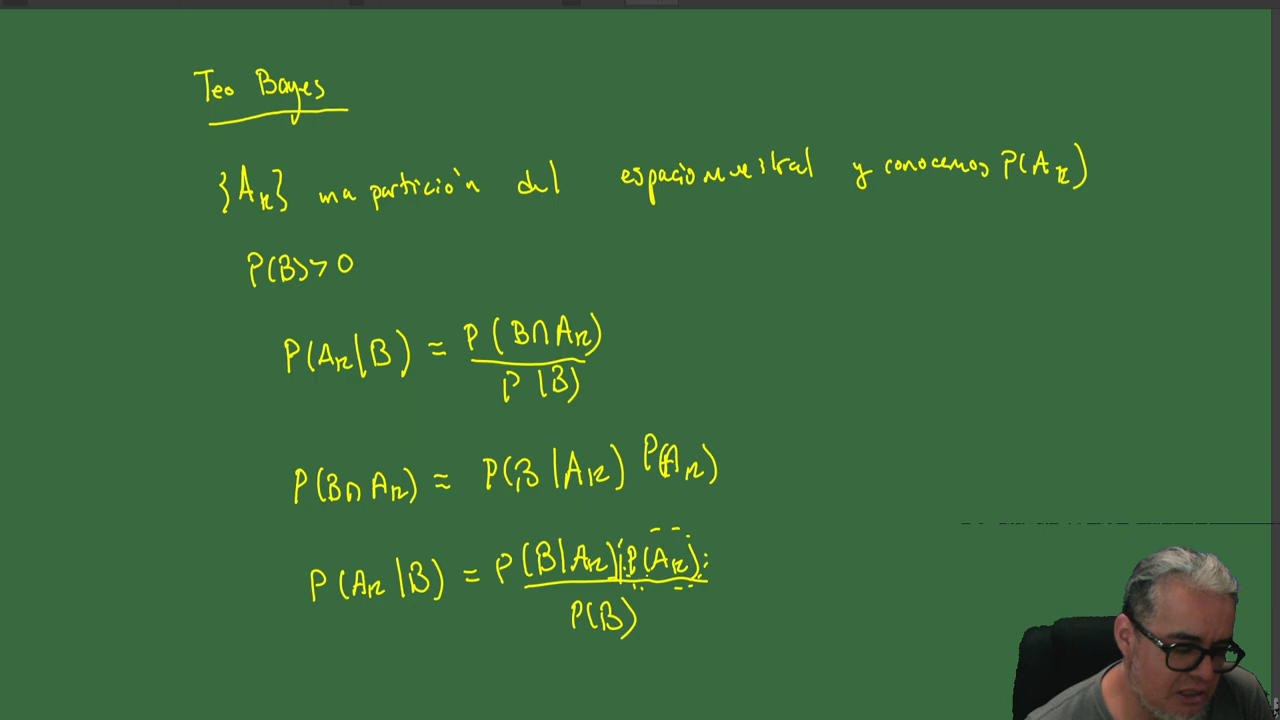 Teo Bayes
{A_k} una partición del espacio muestral y conocemos P(A_k)
P(B) > 0
P(A_k|B) = P(B∩A_k) / P(B)
P(B∩A_k) = P(B|A_k) P(A_k)
P(A_k|B) = P(B|A_k) P(A_k) / P(B)